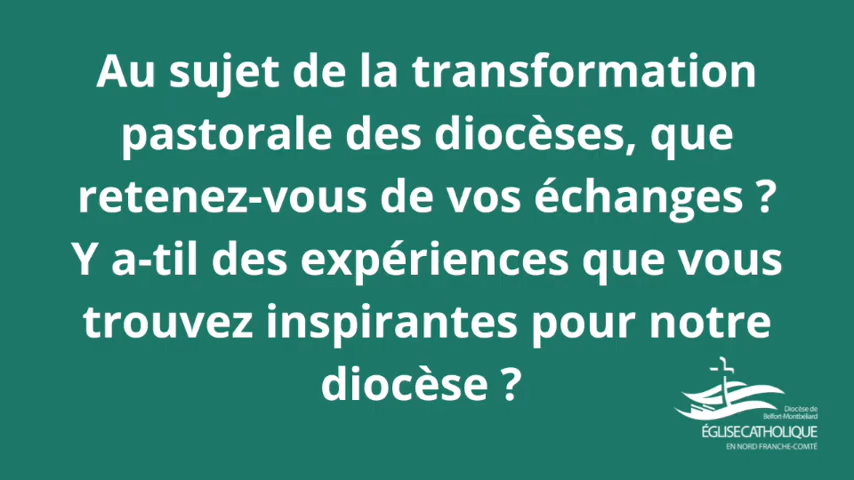 Au sujet de la transformation
pastorale des diocèses, que
retenez-vous de vos échanges ?
Y a-til des expériences que vous
trouvez inspirantes pour notre
diocèse ?
Diocèse de
Belfort-Montbéliard
ÉGLISECATHOLIQUE
EN NORD FRANCHE-COMTÉ